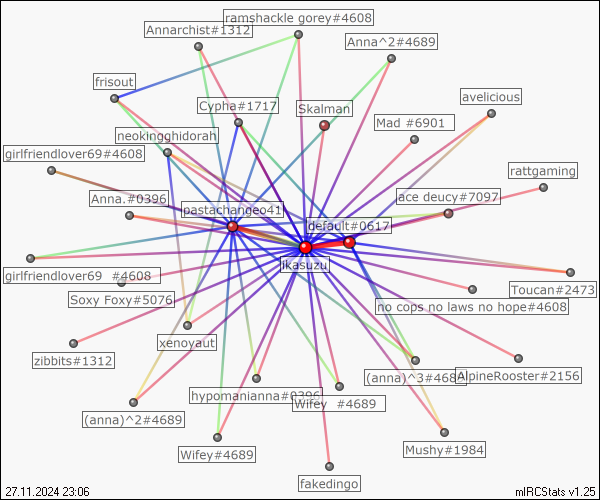 ramshackle gorey#4608
Annarchist#1312
Anna^2#4689
frisout
avelicious
Cypha#1717
Skalman
Mad #6901
neokingghidorah
girlfriendlover69#4608
rattgaming
Anna.#0396
ace deucy#7097
pastachangeo41
default#0617
ikasuzu
girlfriendlover69 #4608
Toucan#2473
Soxy Foxy#5076
no cops no laws no hope#4608
xenoyaut
zibbits#1312
(anna)^3#4689
AlpineRooster#2156
hypomanianna#0396
Wifey #4689
(anna)^2#4689
Mushy#1984
Wifey#4689
fakedingo
27.11.2024 23:06
mIRCStats v1.25